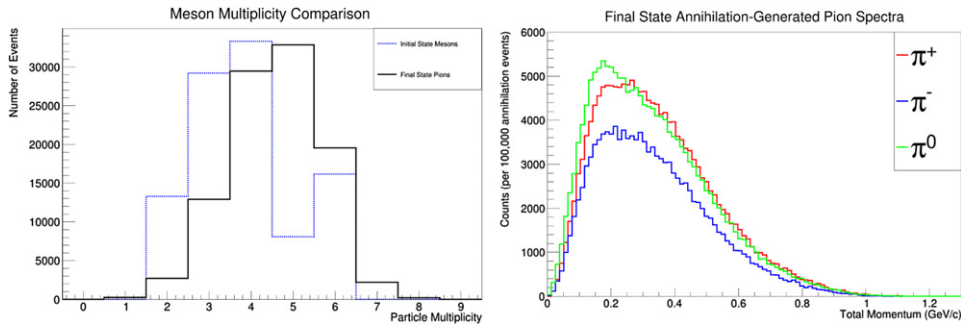 Meson Multiplicity Comparison
Number of Events
30000
25000
20000
15000
10000
5000
0
Initial State Mesons
Final State Pions
0 1 2 3 4 5 6 7 8 9
Particle Multiplicity
Final State Annihilation-Generated Pion Spectra
Counts (per 100,000 annihilation events)
6000
5000
4000
3000
2000
1000
0
π⁺
π⁻
π⁰
0 0.2 0.4 0.6 0.8 1 1.2
Total Momentum (GeV/c)